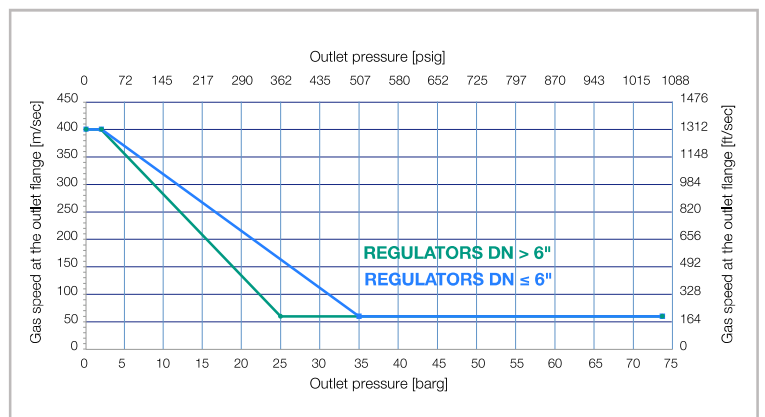 Outlet pressure [psig]
0 72 145 217 290 362 435 507 580 652 725 797 870 943 1015 1088
Gas speed at the outlet flange [m/sec]
450 1476
400 1312
350 1148
300 984
250 820
200 656
150 492
100 328
50 164
0 0
Gas speed at the outlet flange [ft/sec]
REGULATORS DN > 6"
REGULATORS DN ≤ 6"
0 5 10 15 20 25 30 35 40 45 50 55 60 65 70 75
Outlet pressure [barg]